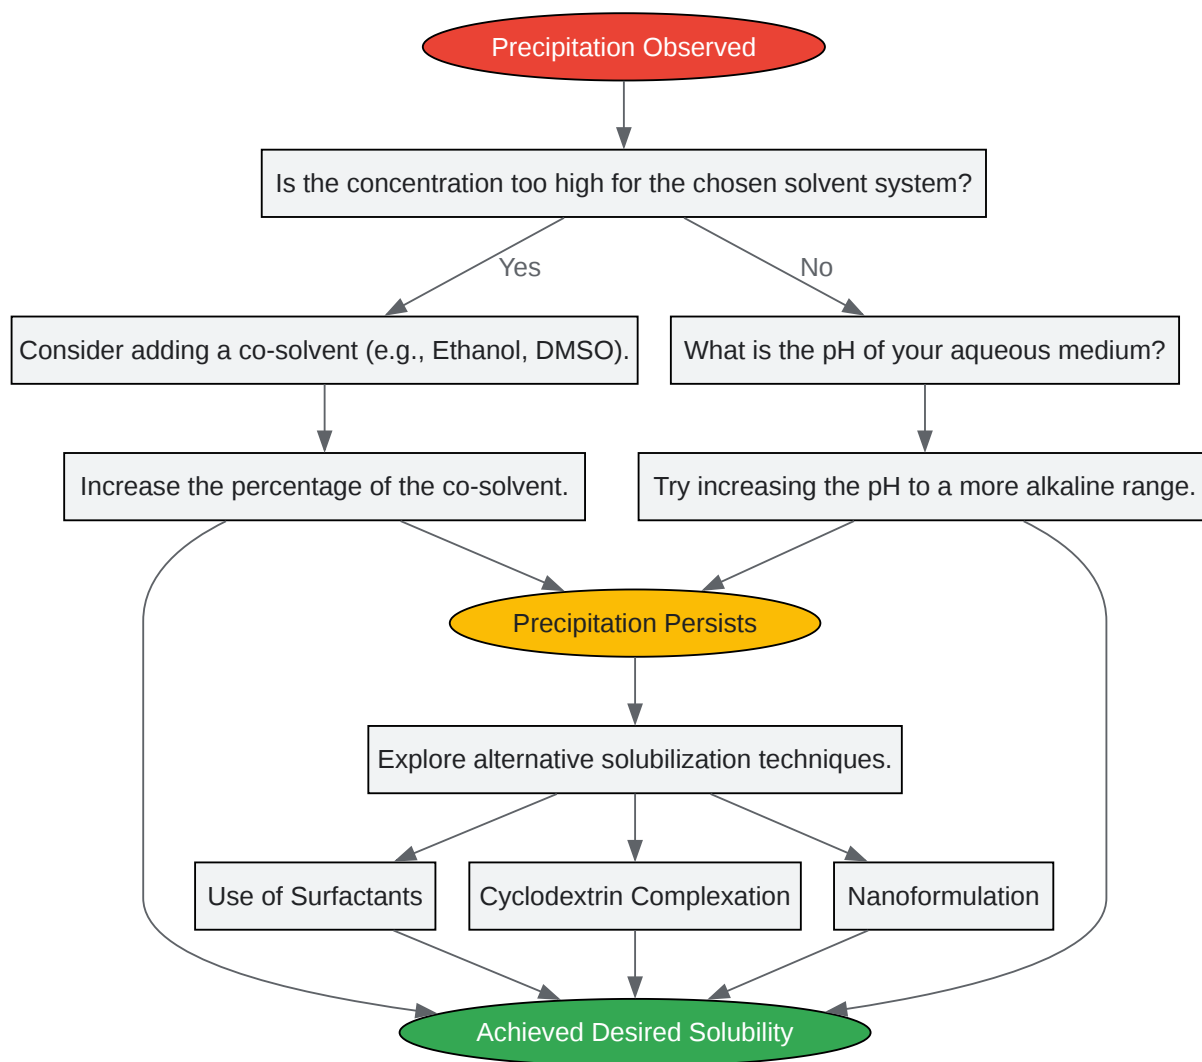 Precipitation Observed
Is the concentration too high for the chosen solvent system?
Yes
No
Consider adding a co-solvent (e.g., Ethanol, DMSO).
What is the pH of your aqueous medium?
Increase the percentage of the co-solvent.
Try increasing the pH to a more alkaline range.
Precipitation Persists
Explore alternative solubilization techniques.
Use of Surfactants
Cyclodextrin Complexation
Nanoformulation
Achieved Desired Solubility